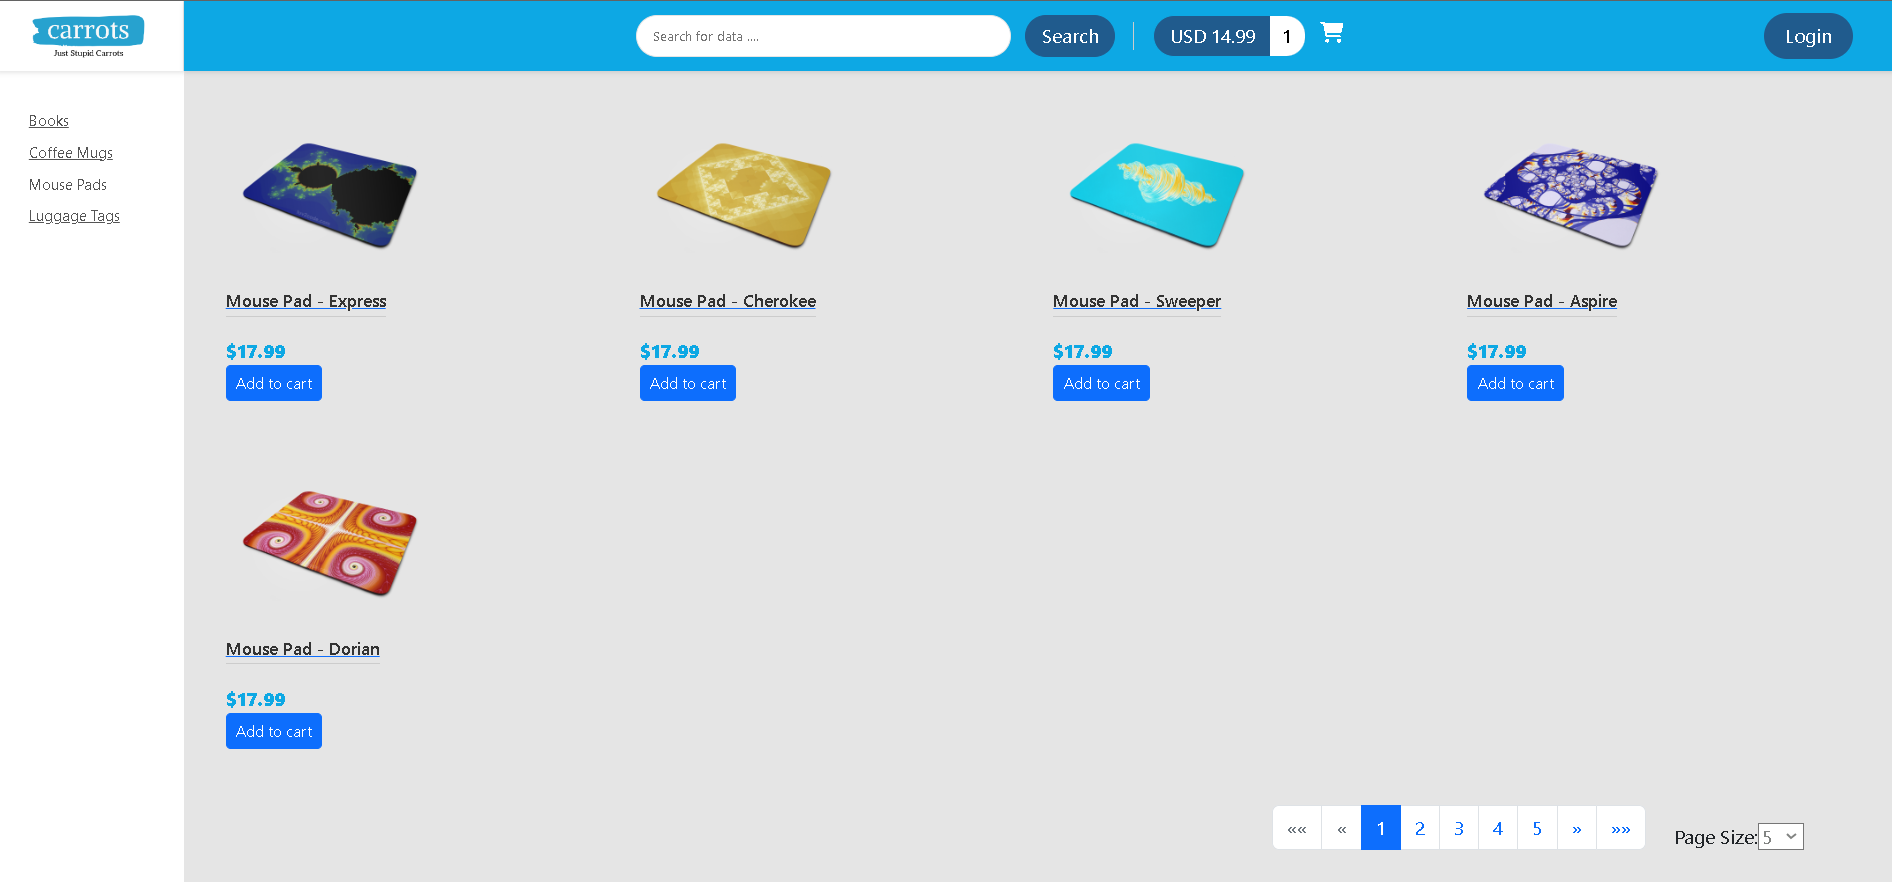 carrots
Just Stupid Carrots
Search for data ....
Search
USD 14.99 1
Login
Books
Coffee Mugs
Mouse Pads
Luggage Tags
Mouse Pad - Express
$17.99
Add to cart
Mouse Pad - Cherokee
$17.99
Add to cart
Mouse Pad - Sweeper
$17.99
Add to cart
Mouse Pad - Aspire
$17.99
Add to cart
Mouse Pad - Dorian
$17.99
Add to cart
«« « 1 2 3 4 5 » »»
Page Size: 5